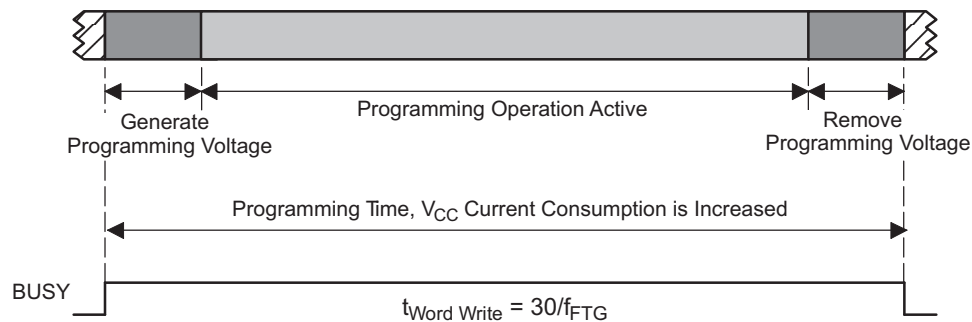 Programming Operation Active
Generate
Programming Voltage
Remove
Programming Voltage
Programming Time, VCC Current Consumption is Increased
BUSY
tWord Write = 30/fFTG